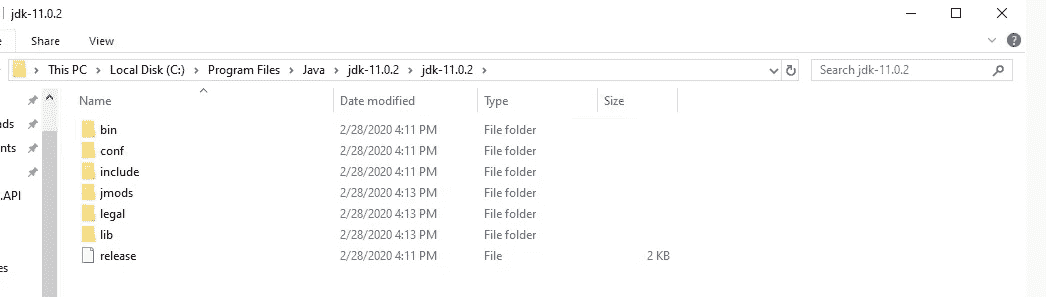 jdk-11.0.2
Share View
This PC > Local Disk (C:) > Program Files > Java > jdk-11.0.2 > jdk-11.0.2 >
Search jdk-11.0.2
Name Date modified Type Size
bin 2/28/2020 4:11 PM File folder
conf 2/28/2020 4:11 PM File folder
include 2/28/2020 4:11 PM File folder
jmods 2/28/2020 4:13 PM File folder
legal 2/28/2020 4:13 PM File folder
lib 2/28/2020 4:13 PM File folder
release 2/28/2020 4:11 PM File 2 KB
.API